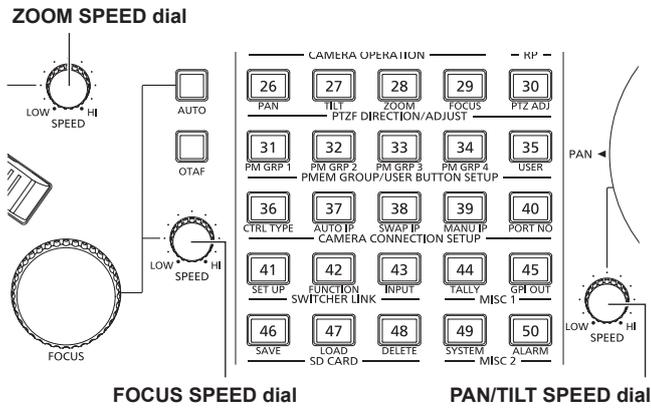 ZOOM SPEED dial
CAMERA OPERATION RP
26 27 28 29 30
PAN TILT ZOOM FOCUS PTZ ADJ
PTZF DIRECTION/ADJUST
LOW HI
SPEED
AUTO
31 32 33 34 35
PM GRP 1 PM GRP 2 PM GRP 3 PM GRP 4 USER
PMEM GROUP/USER BUTTON SETUP
OTAF
PAN
36 37 38 39 40
CTRL TYPE AUTO IP SWAP IP MANU IP PORT NO
CAMERA CONNECTION SETUP
LOW HI
SPEED
41 42 43 44 45
SET UP FUNCTION INPUT TALLY GPI OUT
SWITCHER LINK MISC 1
LOW HI
SPEED
46 47 48 49 50
SAVE LOAD DELETE SYSTEM ALARM
SD CARD MISC 2
FOCUS
FOCUS SPEED dial
PAN/TILT SPEED dial